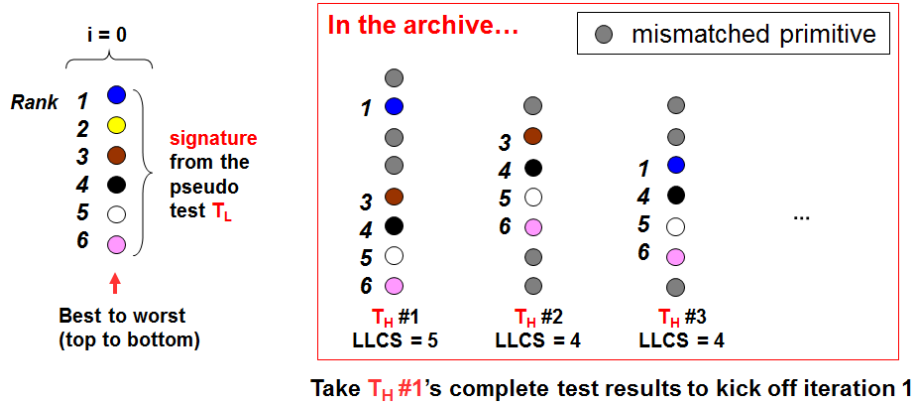 i = 0
Rank 1
2
3
4
5
6
signature
from the
pseudo
test TL
Best to worst
(top to bottom)
In the archive...
mismatched primitive
1
3
4
5
6
TH #1
LLCS = 5
3
4
5
6
TH #2
LLCS = 4
1
4
5
6
TH #3
LLCS = 4
...
Take TH #1's complete test results to kick off iteration 1